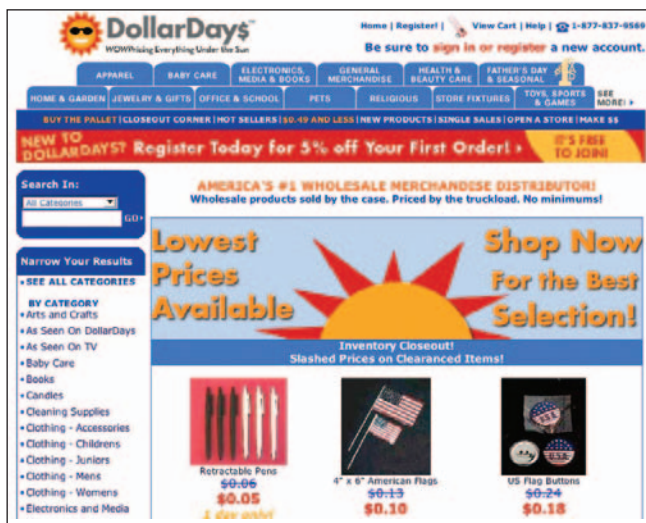 DollarDay$
WOWPricing Everything Under the Sun
Home | Register! | View Cart | Help | 1-877-837-9569
Be sure to sign in or register a new account.
APPAREL
BABY CARE
ELECTRONICS, MEDIA & BOOKS
GENERAL MERCHANDISE
HEALTH & BEAUTY CARE
FATHER'S DAY & SEASONAL
HOME & GARDEN
JEWELRY & GIFTS
OFFICE & SCHOOL
PETS
RELIGIOUS
STORE FIXTURES
TOYS, SPORTS & GAMES
SEE MORE!
BUY THE PALLET | CLOSEOUT CORNER | HOT SELLERS | $0.49 AND LESS | NEW PRODUCTS | SINGLE SALES | OPEN A STORE | MAKE $$
NEW TO DOLLARDAYS? Register Today for 5% off Your First Order!
IT'S FREE TO JOIN!
Search In:
All Categories
GO
AMERICA'S #1 WHOLESALE MERCHANDISE DISTRIBUTOR!
Wholesale products sold by the case. Priced by the truckload. No minimums!
Narrow Your Results
SEE ALL CATEGORIES
BY CATEGORY
Arts and Crafts
As Seen On DollarDays
As Seen On TV
Baby Care
Books
Candles
Cleaning Supplies
Clothing - Accessories
Clothing - Childrens
Clothing - Juniors
Clothing - Mens
Clothing - Womens
Electronics and Media
Lowest Prices Available
Shop Now For the Best Selection!
Inventory Closeout!
Slashed Prices on Clearanced Items!
Retractable Pens
$0.06
$0.05
1 day only!
4" x 6" American Flags
$0.13
$0.10
US Flag Buttons
$0.24
$0.18